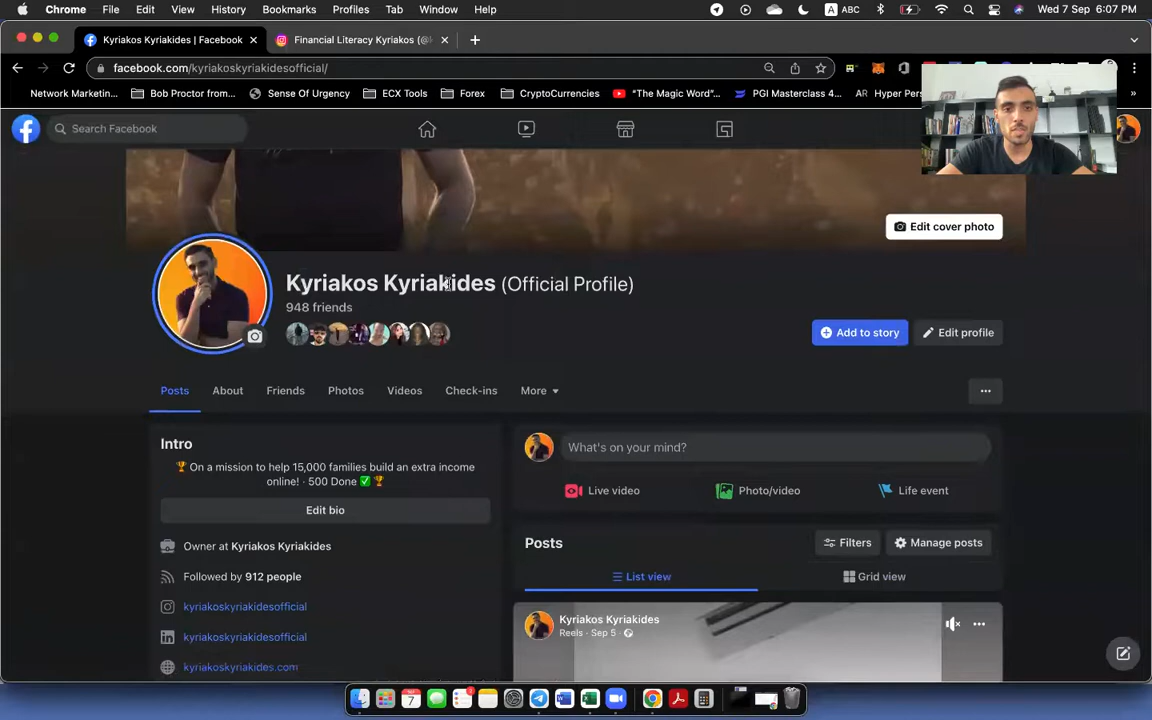 Chrome File Edit View History Bookmarks Profiles Tab Window Help A ABC Wed 7 Sep 6:07 PM
Kyriakos Kyriakides | Facebook Financial Literacy Kyriakos (@
facebook.com/kyriakoskyriakidesofficial/
Network Marketin... Bob Proctor from... Sense Of Urgency ECX Tools Forex CryptoCurrencies "The Magic Word"... PGI Masterclass 4... AR Hyper Pers
Search Facebook
Edit cover photo
Kyriakos Kyriakides (Official Profile)
948 friends
Add to story Edit profile
Posts About Friends Photos Videos Check-ins More
Intro
On a mission to help 15,000 families build an extra income
online! · 500 Done
Edit bio
Owner at Kyriakos Kyriakides
Followed by 912 people
kyriakoskyriakidesofficial
kyriakoskyriakidesofficial
kyriakoskyriakides.com
What's on your mind?
Live video Photo/video Life event
Posts Filters Manage posts
List view Grid view
Kyriakos Kyriakides
Reels · Sep 5 ·
7